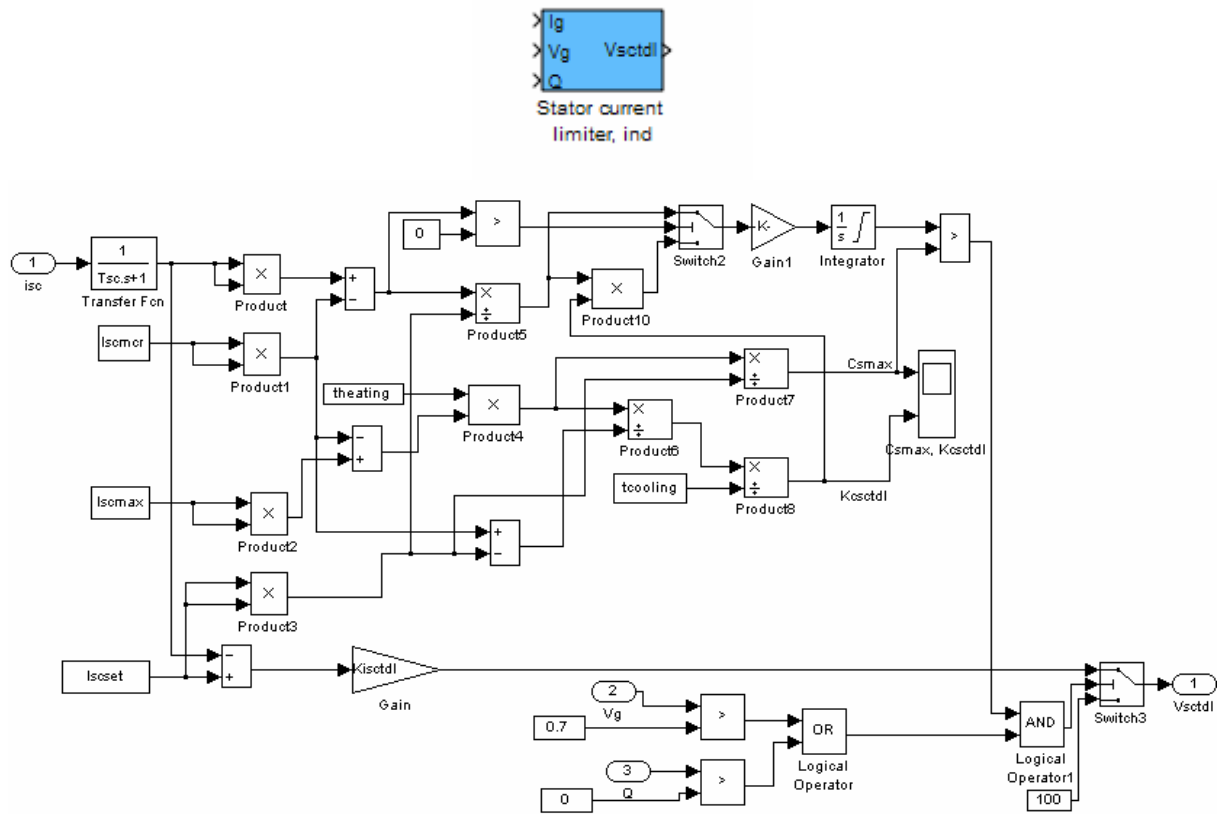 Ig
Vg Vsctdl
Q
Stator current
limiter, ind
1
isc
1
Tsc.s+1
Transfer Fcn
×
Product
+
−
0
>
Switch2
K-
Gain1
1
s
Integrator
>
Iscmcr
×
Product1
×
÷
Product5
×
Product10
theating
×
Product4
×
÷
Product7
Csmax
Csmax, Kcsctdl
−
+
×
÷
Product6
Iscmax
×
Product2
tcooling
×
÷
Product8
Kcsctdl
+
−
×
Product3
Iscset
−
+
Kisctdl
Gain
2
Vg
0.7
>
3
Q
0
>
OR
Logical
Operator
AND
Logical
Operator1
100
Switch3
1
Vsctdl